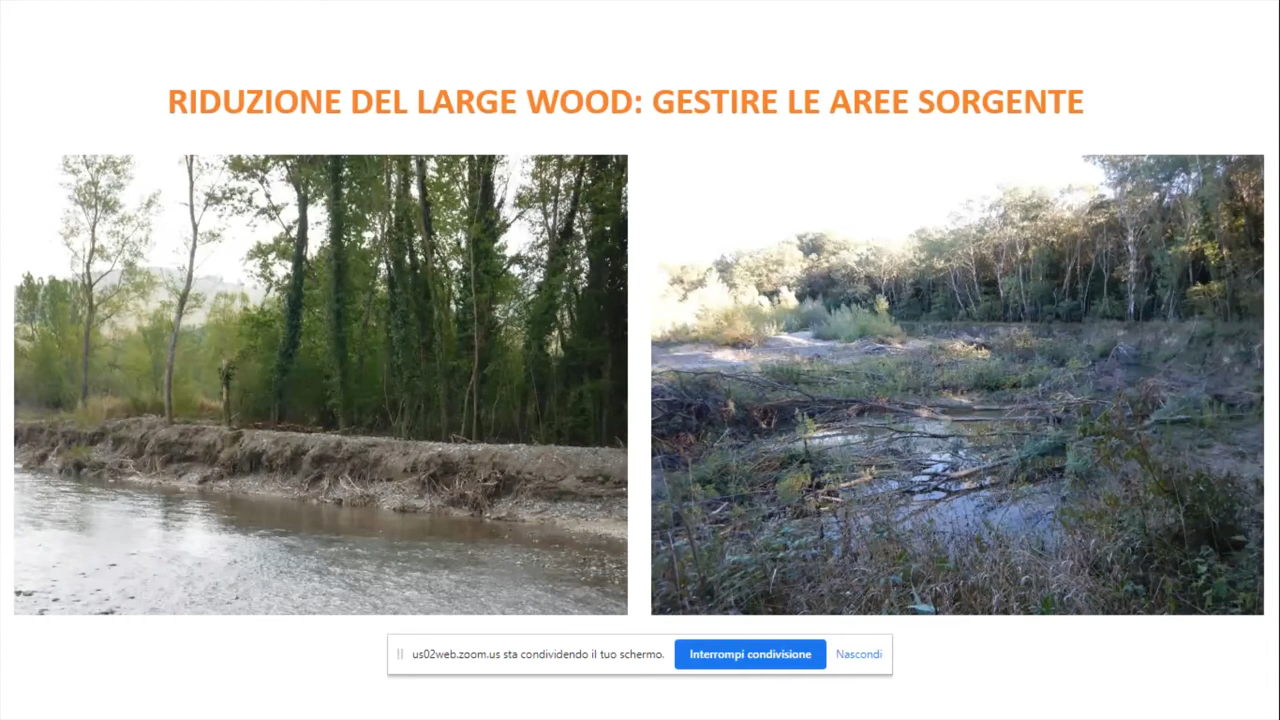 RIDUZIONE DEL LARGE WOOD: GESTIRE LE AREE SORGENTE
us02web.zoom.us sta condividendo il tuo schermo. Interrompi condivisione Nascondi